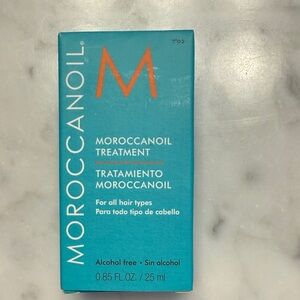 MOROCCANOIL®
M
MOROCCANOIL
TREATMENT
TRATAMIENTO
MOROCCANOIL
For all hair types
Para todo tipo de cabello
Alcohol free • Sin alcohol
0.85 FL.OZ. / 25 ml